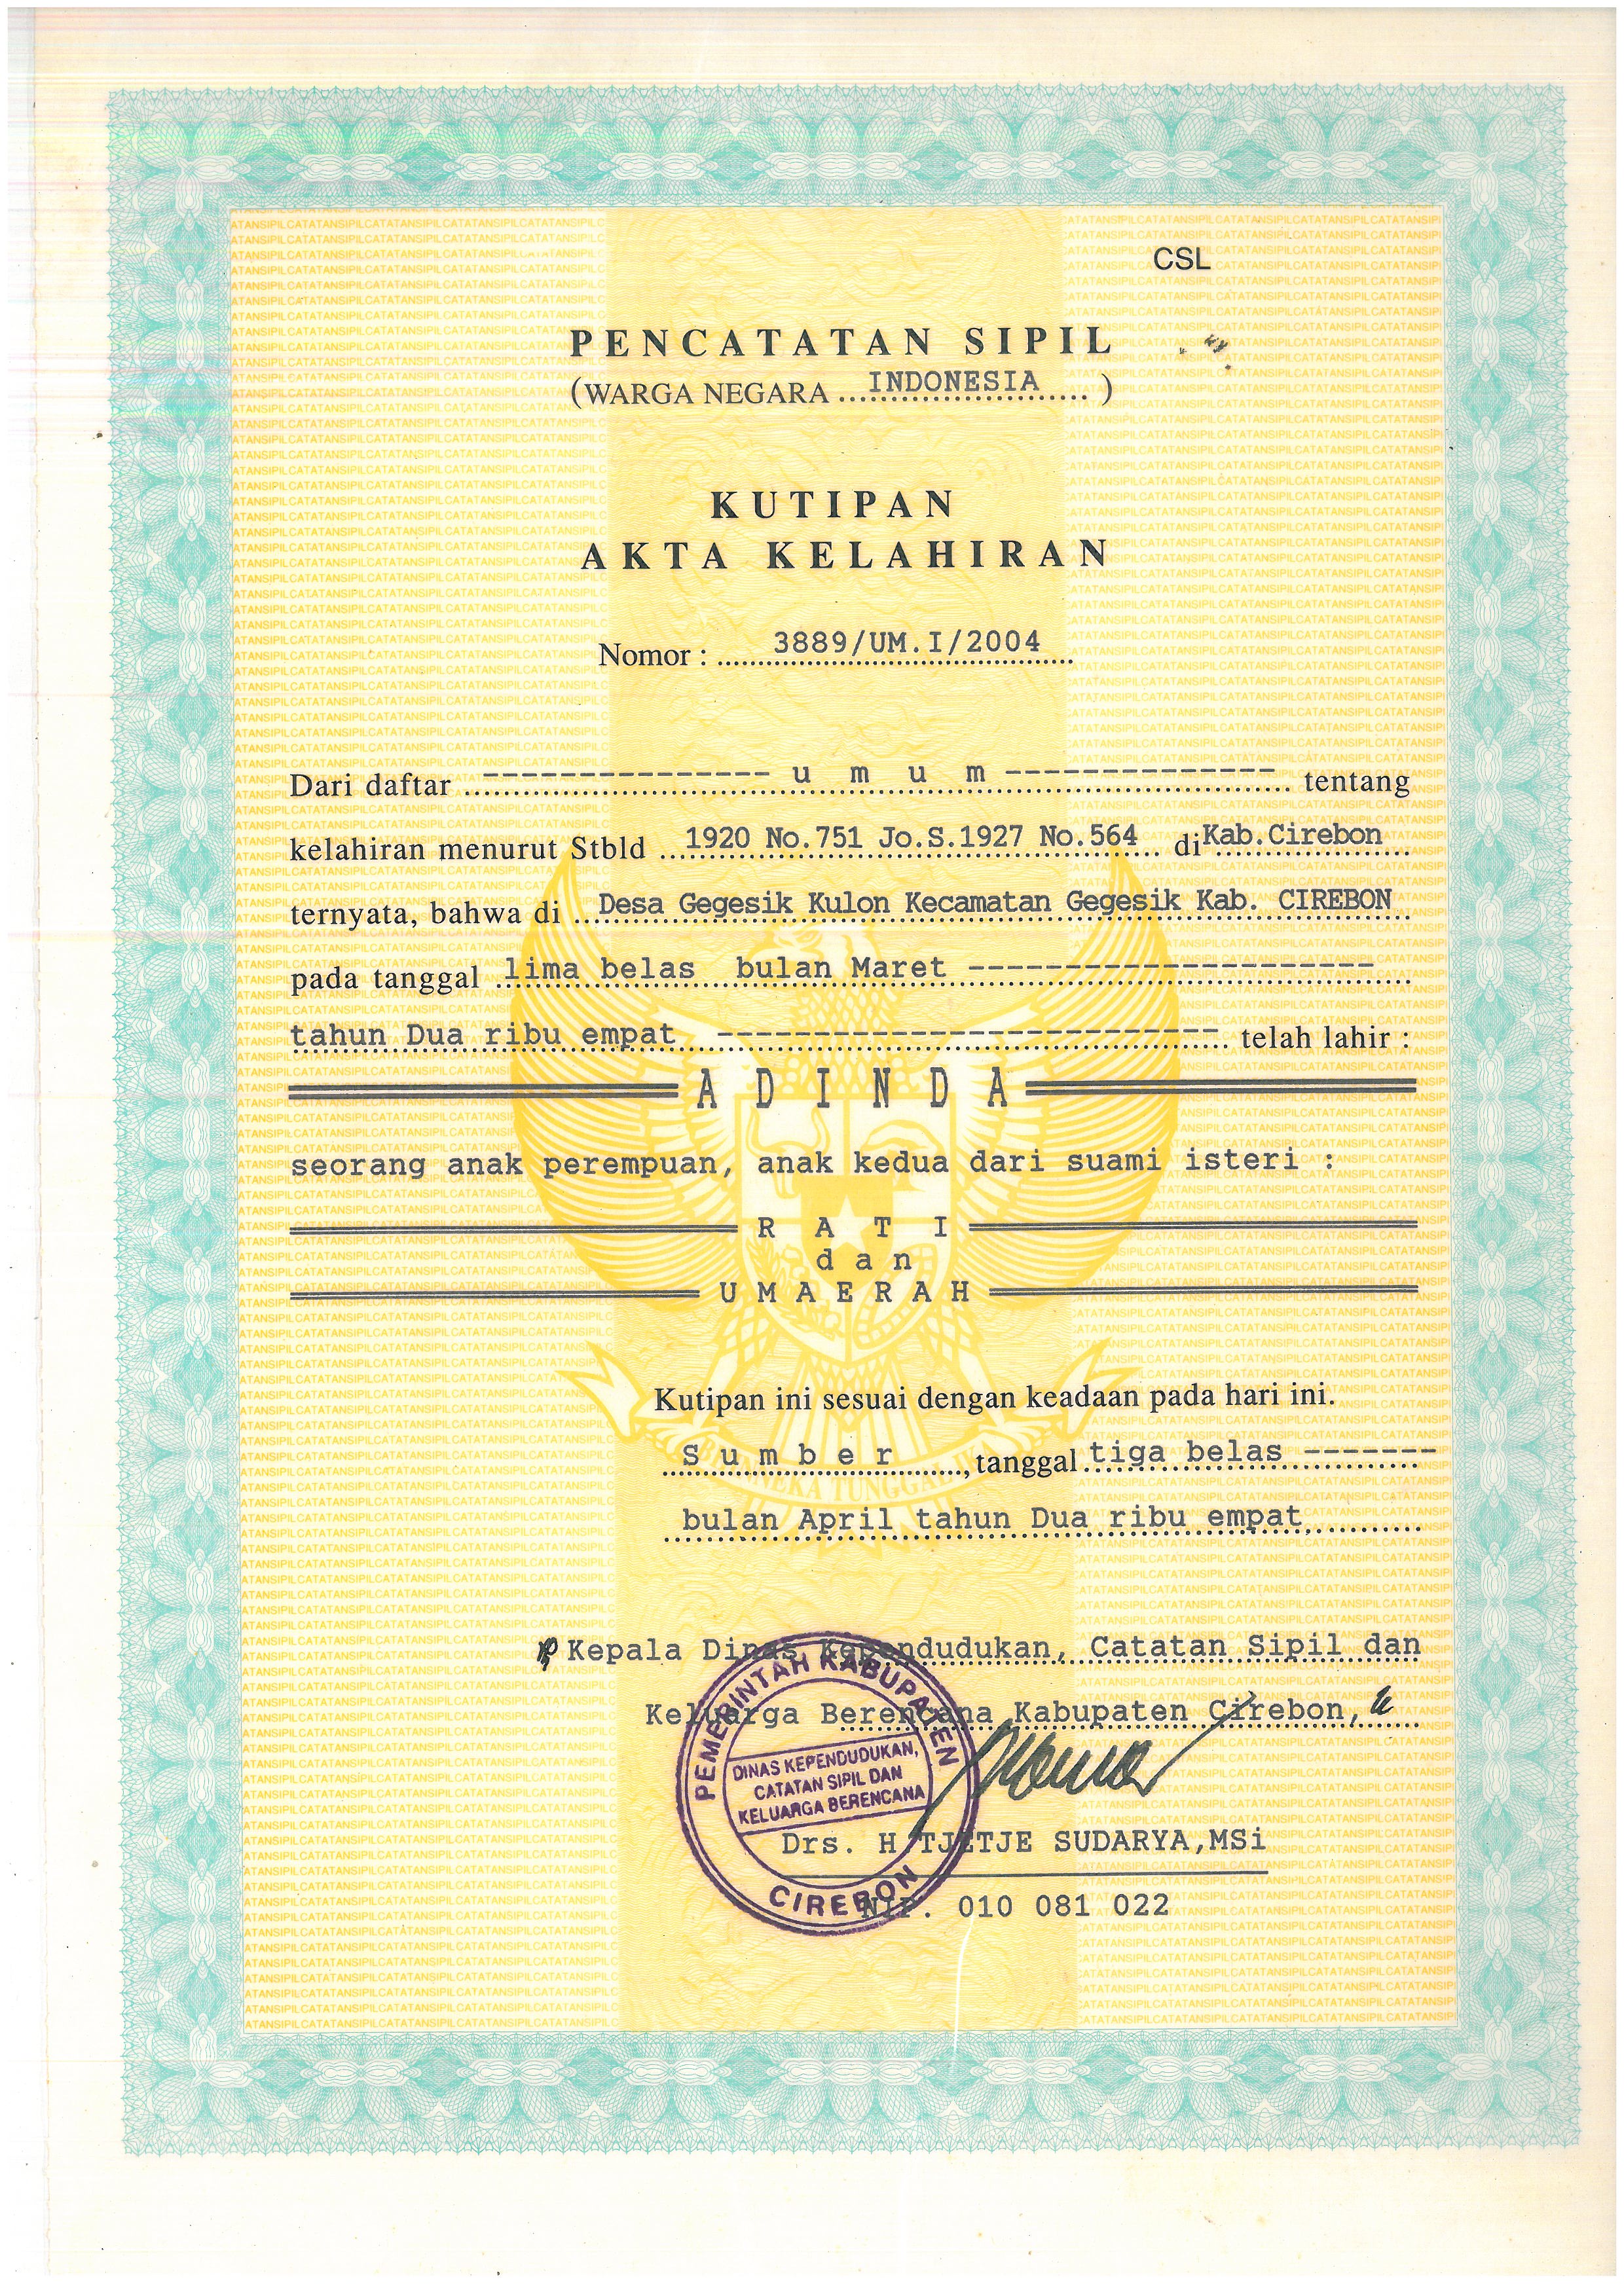 CSL
PENCATATAN SIPIL
(WARGA NEGARA INDONESIA )
KUTIPAN
AKTA KELAHIRAN
Nomor : 3889/UM.I/2004
Dari daftar ---------------- u m u m --------------- tentang
kelahiran menurut Stbld 1920 No.751 Jo.S.1927 No.564 di Kab.Cirebon
ternyata, bahwa di Desa Gegesik Kulon Kecamatan Gegesik Kab. CIREBON
pada tanggal lima belas bulan Maret ---------------------
tahun Dua ribu empat -------------------------- telah lahir :
A D I N D A
seorang anak perempuan, anak kedua dari suami isteri :
R A T I
d a n
U M A E R A H
Kutipan ini sesuai dengan keadaan pada hari ini.
S u m b e r , tanggal tiga belas -------
bulan April tahun Dua ribu empat
Kepala Dinas Kependudukan, Catatan Sipil dan
Keluarga Berencana Kabupaten Cirebon,
PEMERINTAH KABUPATEN
DINAS KEPENDUDUKAN,
CATATAN SIPIL DAN
KELUARGA BERENCANA
CIREBON
Drs. H TJETJE SUDARYA,MSi
NIP. 010 081 022